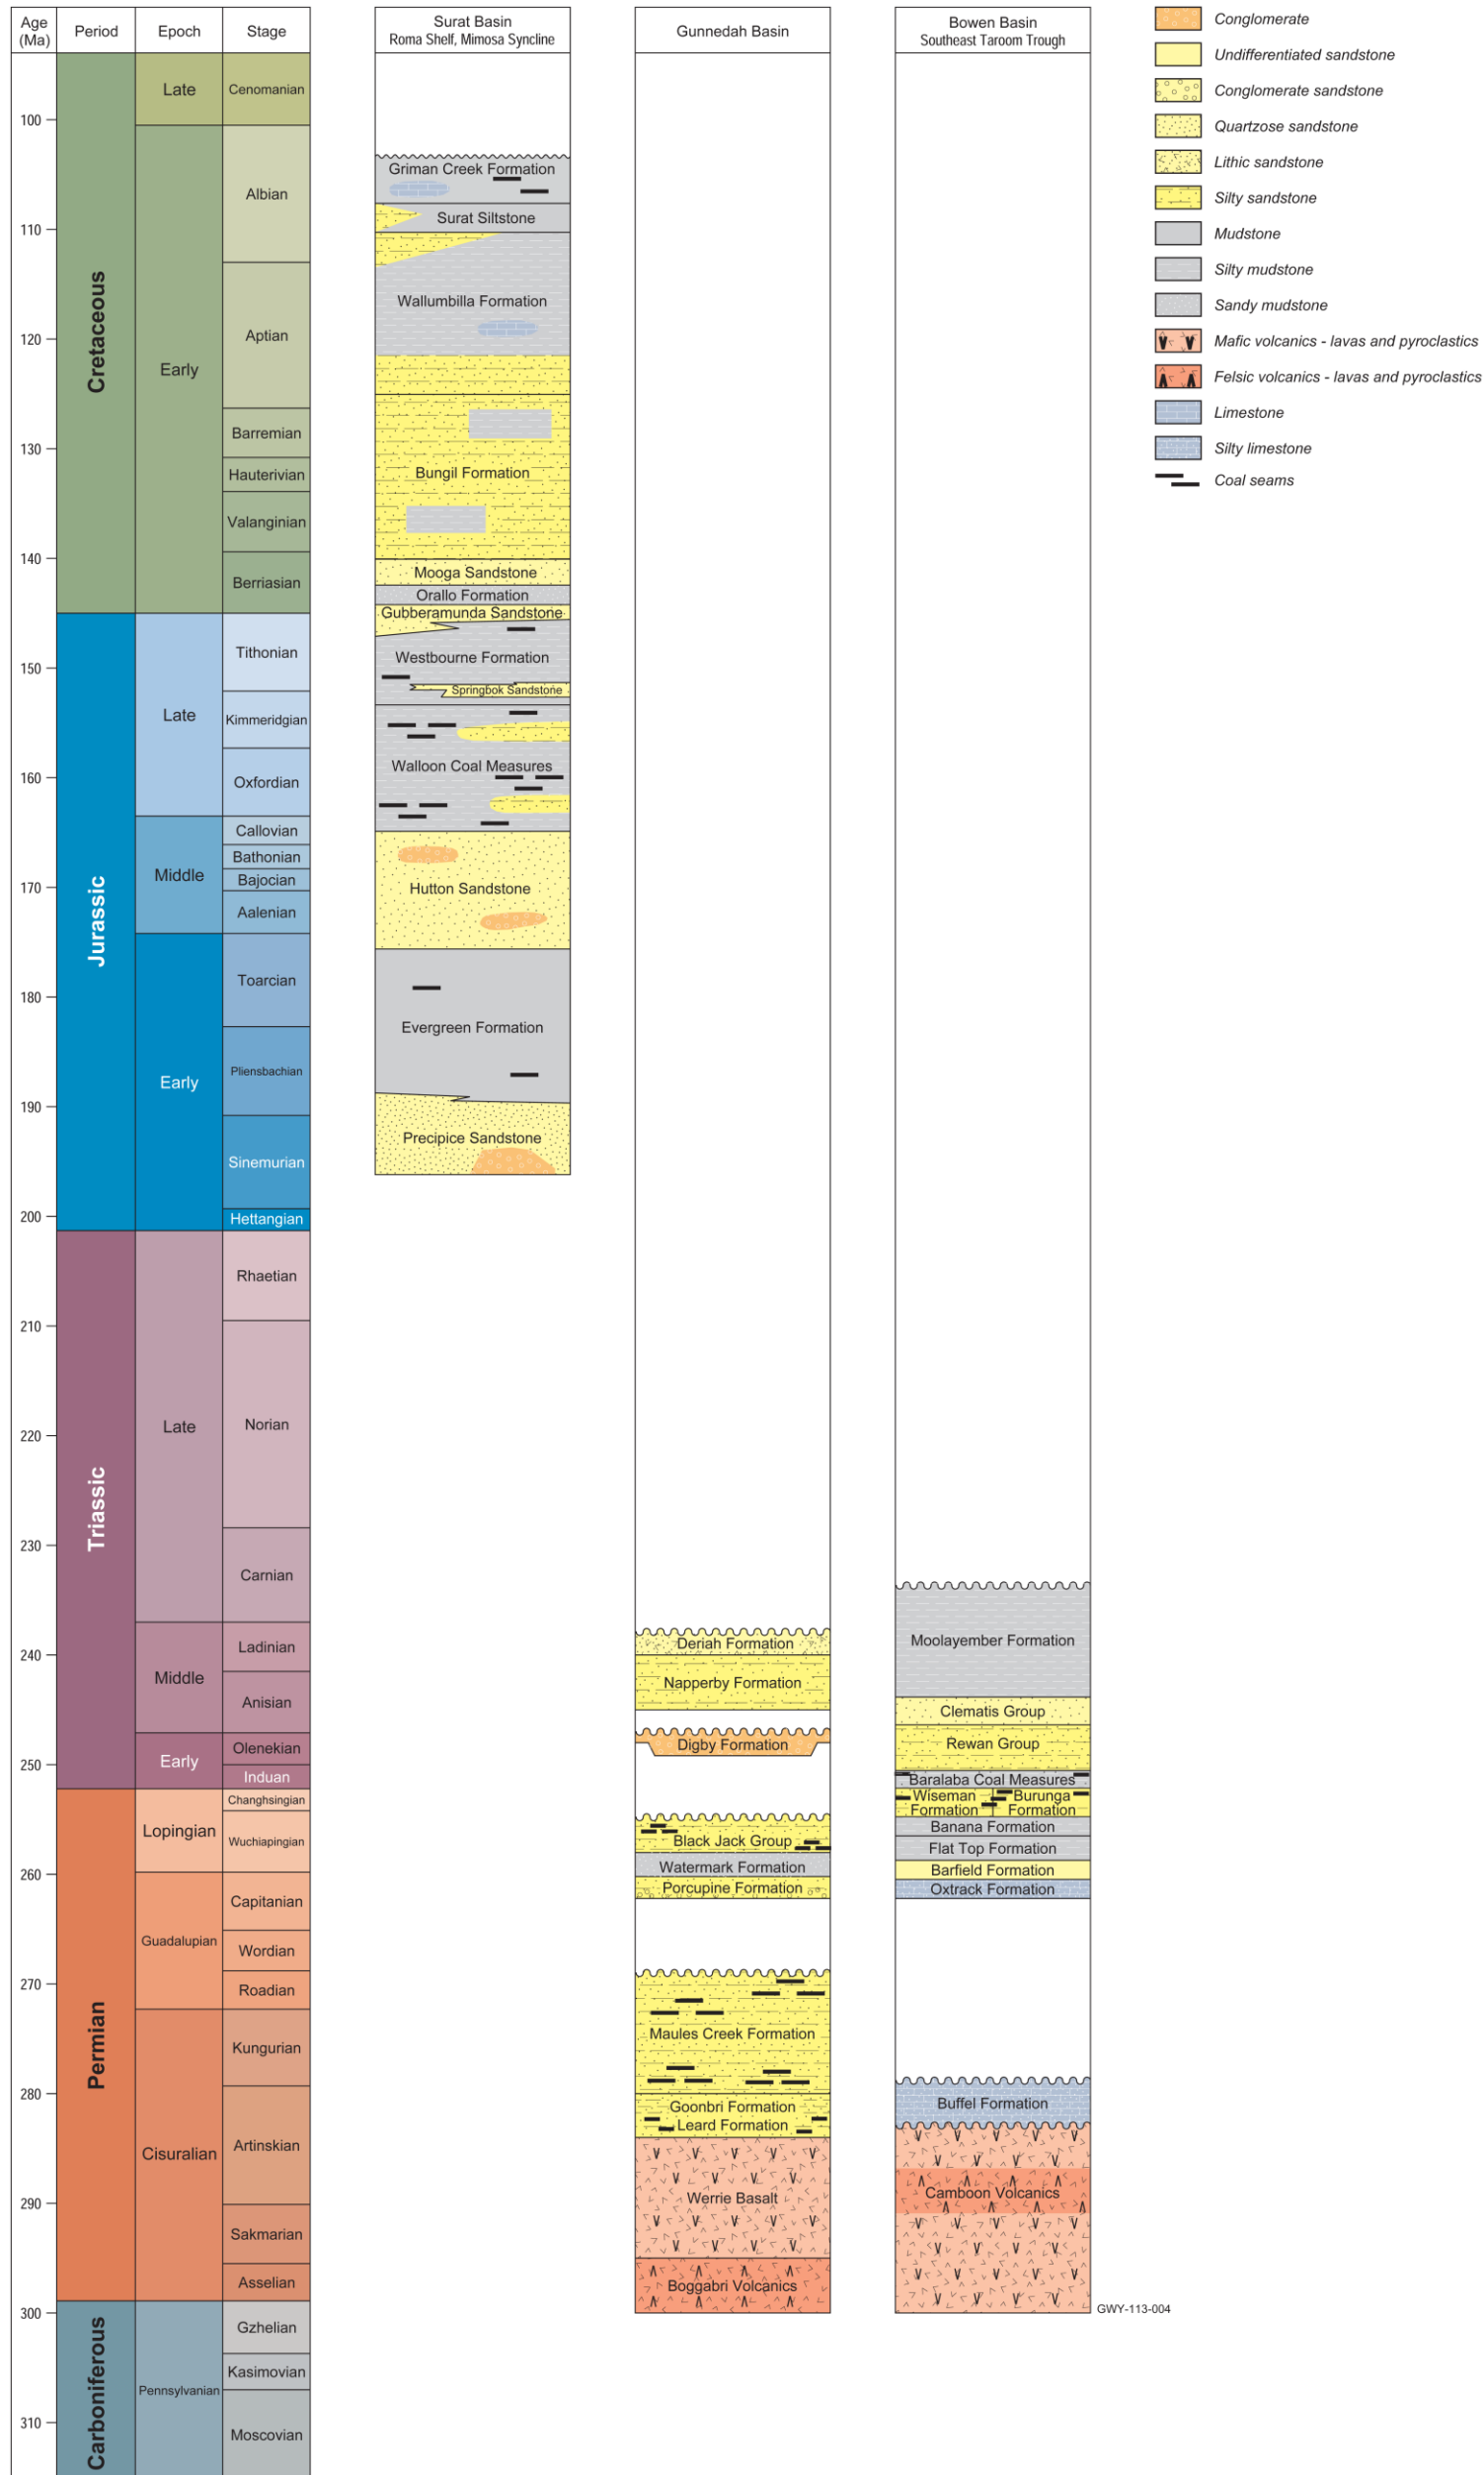 Age
(Ma)
Period
Epoch
Stage
Surat Basin
Roma Shelf, Mimosa Syncline
Gunnedah Basin
Bowen Basin
Southeast Taroom Trough
100
110
120
130
140
150
160
170
180
190
200
210
220
230
240
250
260
270
280
290
300
310
Cretaceous
Jurassic
Triassic
Permian
Carboniferous
Late
Early
Late
Middle
Early
Late
Middle
Early
Lopingian
Guadalupian
Cisuralian
Pennsylvanian
Cenomanian
Albian
Aptian
Barremian
Hauterivian
Valanginian
Berriasian
Tithonian
Kimmeridgian
Oxfordian
Callovian
Bathonian
Bajocian
Aalenian
Toarcian
Pliensbachian
Sinemurian
Hettangian
Rhaetian
Norian
Carnian
Ladinian
Anisian
Olenekian
Induan
Changhsingian
Wuchiapingian
Capitanian
Wordian
Roadian
Kungurian
Artinskian
Sakmarian
Asselian
Gzhelian
Kasimovian
Moscovian
Griman Creek Formation
Surat Siltstone
Wallumbilla Formation
Bungil Formation
Mooga Sandstone
Orallo Formation
Gubberamunda Sandstone
Westbourne Formation
Springbok Sandstone
Walloon Coal Measures
Hutton Sandstone
Evergreen Formation
Precipice Sandstone
Deriah Formation
Napperby Formation
Digby Formation
Black Jack Group
Watermark Formation
Porcupine Formation
Maules Creek Formation
Goonbri Formation
Leard Formation
Werrie Basalt
Boggabri Volcanics
Moolayember Formation
Clematis Group
Rewan Group
Baralaba Coal Measures
Wiseman
Formation
Burunga
Formation
Banana Formation
Flat Top Formation
Barfield Formation
Oxtrack Formation
Buffel Formation
Camboon Volcanics
GWY-113-004
Conglomerate
Undifferentiated sandstone
Conglomerate sandstone
Quartzose sandstone
Lithic sandstone
Silty sandstone
Mudstone
Silty mudstone
Sandy mudstone
Mafic volcanics - lavas and pyroclastics
Felsic volcanics - lavas and pyroclastics
Limestone
Silty limestone
Coal seams